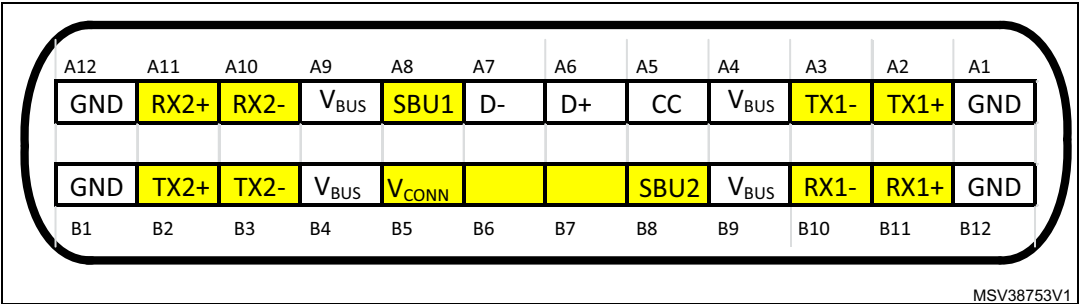 A12 A11 A10 A9 A8 A7 A6 A5 A4 A3 A2 A1
GND RX2+ RX2- VBUS SBU1 D- D+ CC VBUS TX1- TX1+ GND
GND TX2+ TX2- VBUS VCONN SBU2 VBUS RX1- RX1+ GND
B1 B2 B3 B4 B5 B6 B7 B8 B9 B10 B11 B12
MSV38753V1